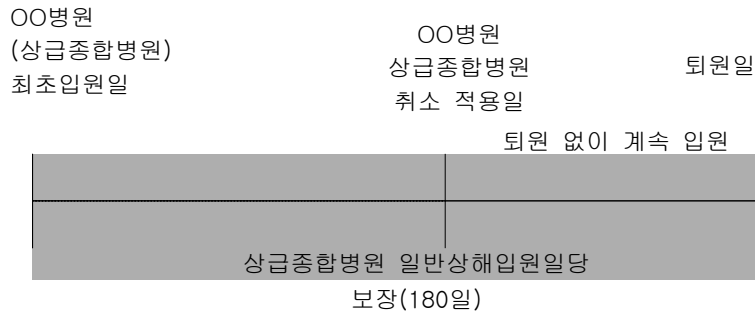 OO병원
(상급종합병원)
최초입원일
OO병원
상급종합병원
취소 적용일
퇴원일
퇴원 없이 계속 입원
상급종합병원 일반상해입원일당
보장(180일)